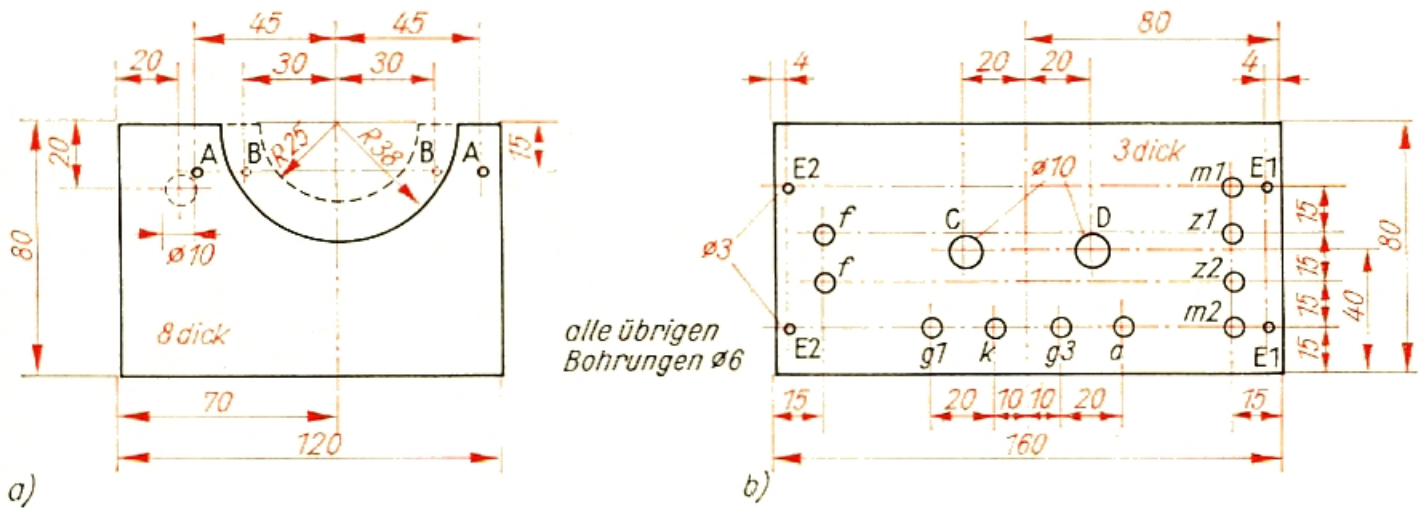 45 45
20 30 30
20
A B R25 R38 B A
15
ø10
80
8 dick
70
120
a)
80
4 20 20 4
3 dick
E2 ø10 m1 E1
f C D z1
ø3
f z2
m2
E2 g1 k g3 a E1
15
15
15
15
40
80
alle übrigen
Bohrungen ø6
15 20 10 10 20 15
160
b)